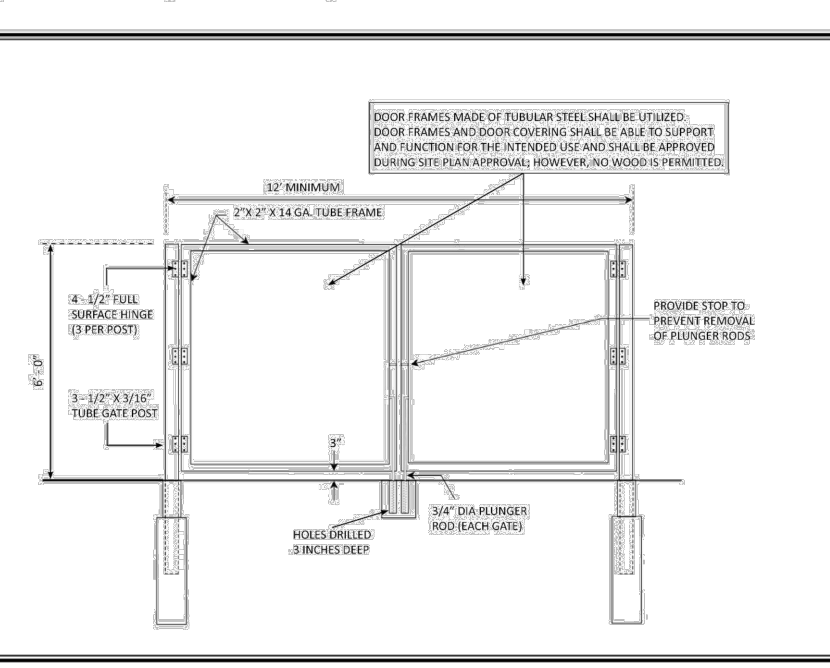 DOOR FRAMES MADE OF TUBULAR STEEL SHALL BE UTILIZED.
DOOR FRAMES AND DOOR COVERING SHALL BE ABLE TO SUPPORT
AND FUNCTION FOR THE INTENDED USE AND SHALL BE APPROVED
DURING SITE PLAN APPROVAL; HOWEVER, NO WOOD IS PERMITTED.
12' MINIMUM
2"X 2" X 14 GA. TUBE FRAME
4 - 1/2" FULL
SURFACE HINGE
(3 PER POST)
PROVIDE STOP TO
PREVENT REMOVAL
OF PLUNGER RODS
6' - 0"
3 - 1/2" X 3/16"
TUBE GATE POST
3"
3/4" DIA PLUNGER
ROD (EACH GATE)
HOLES DRILLED
3 INCHES DEEP